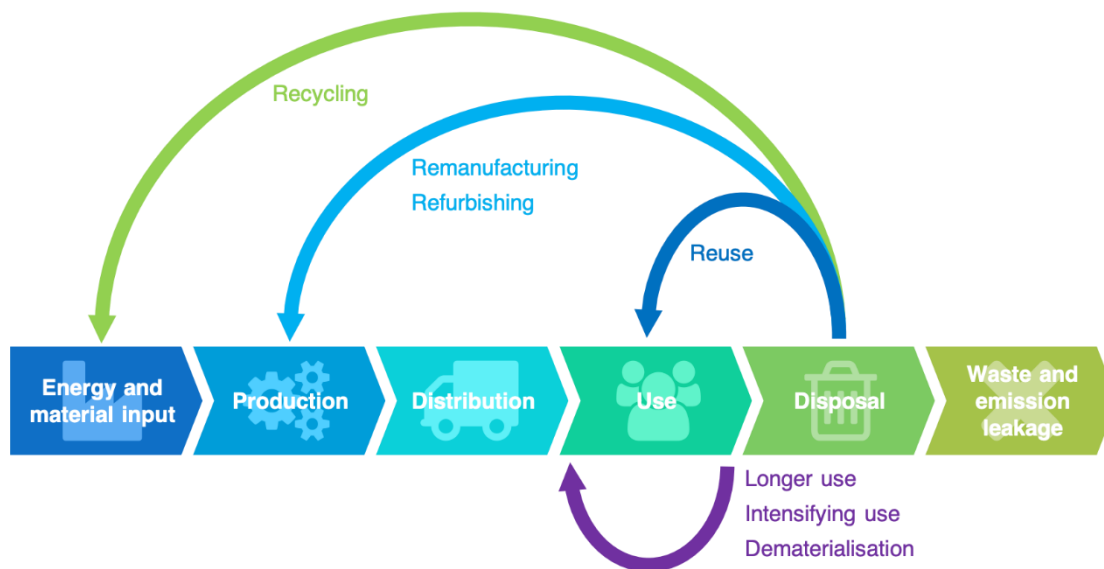 Recycling
Remanufacturing
Refurbishing
Reuse
Energy and
material input
Production
Distribution
Use
Disposal
Waste and
emission
leakage
Longer use
Intensifying use
Dematerialisation